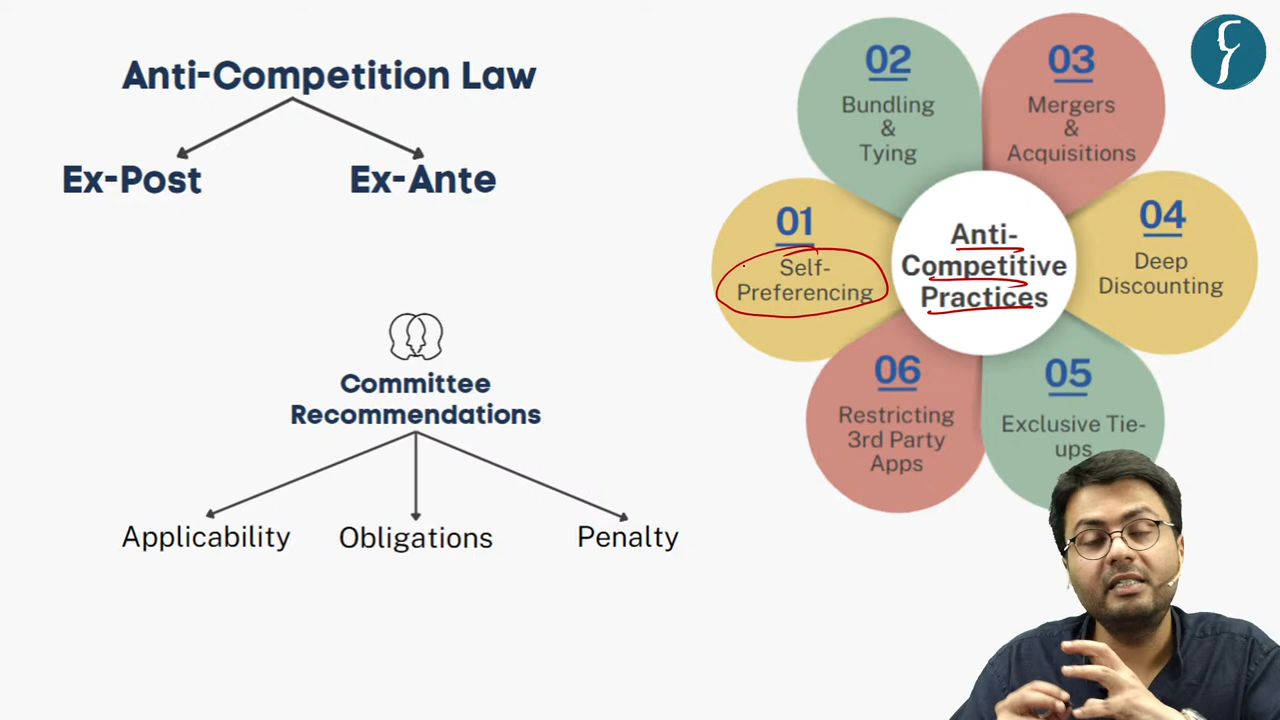 Anti-Competition Law
Ex-Post
Ex-Ante
Committee
Recommendations
Applicability
Obligations
Penalty
01
Self-
Preferencing
02
Bundling
&
Tying
03
Mergers
&
Acquisitions
04
Deep
Discounting
05
Exclusive Tie-
ups
06
Restricting
3rd Party
Apps
Anti-
Competitive
Practices